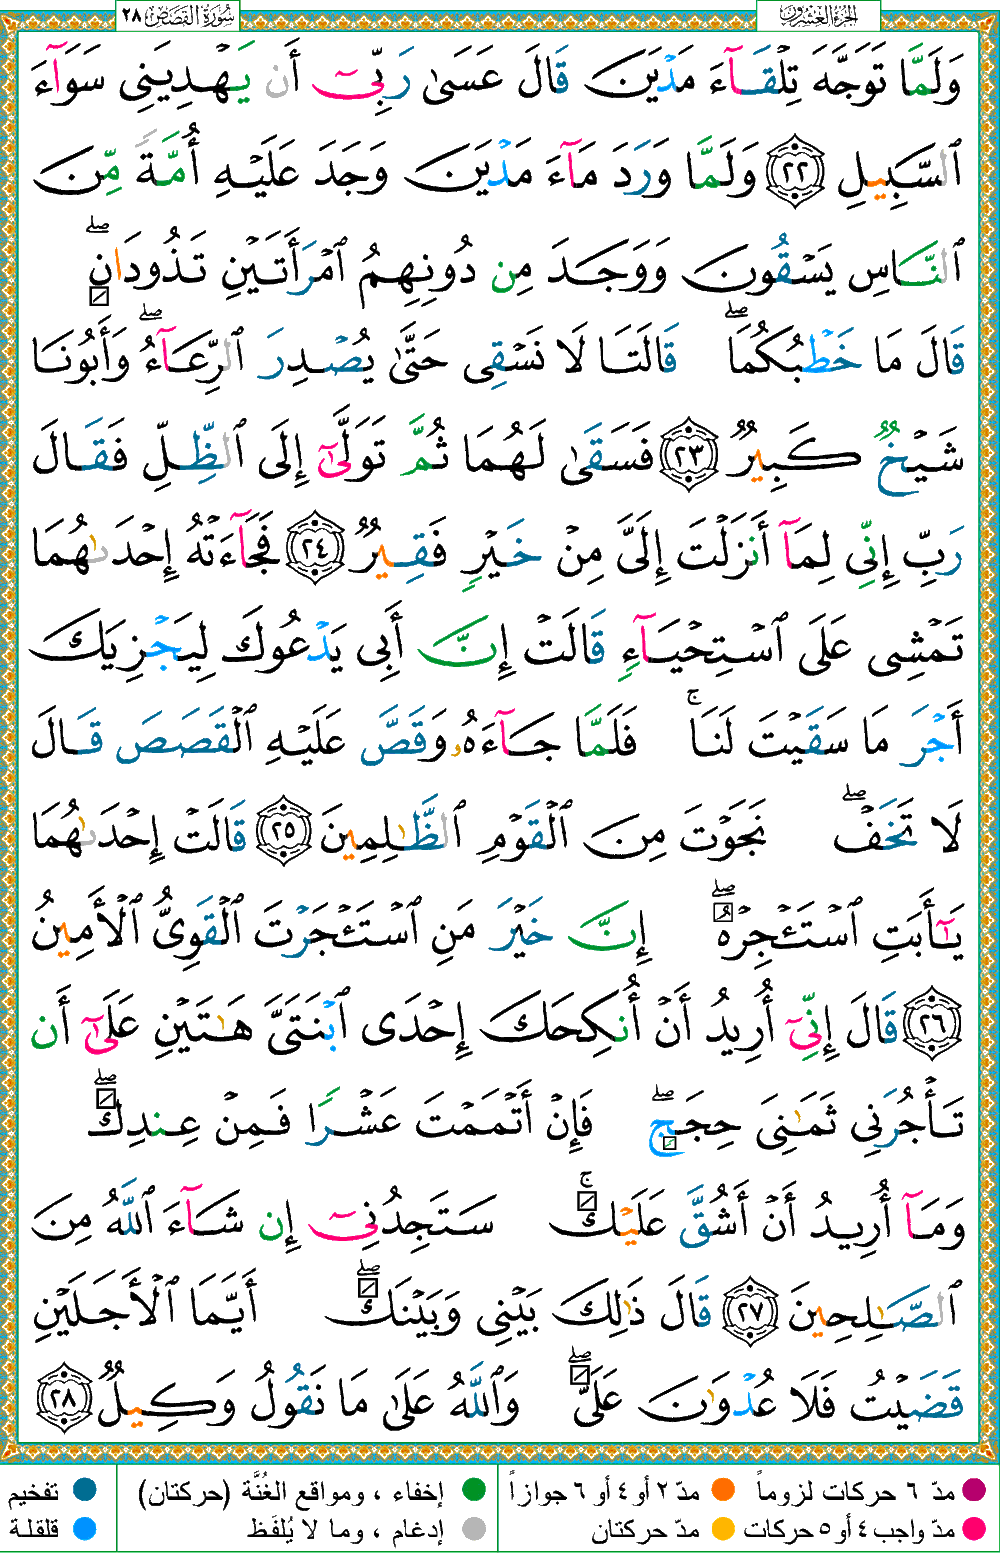 الجزء العشرون
سورة القصص ٢٨
وَلَمَّا تَوَجَّهَ تِلْقَآءَ مَدْيَنَ قَالَ عَسَىٰ رَبِّىٓ أَن يَهْدِيَنِى سَوَآءَ
ٱلسَّبِيلِ ٢٢ وَلَمَّا وَرَدَ مَآءَ مَدْيَنَ وَجَدَ عَلَيْهِ أُمَّةً مِّنَ
ٱلنَّاسِ يَسْقُونَ وَوَجَدَ مِن دُونِهِمُ ٱمْرَأَتَيْنِ تَذُودَانِ ۖ
قَالَ مَا خَطْبُكُمَا ۖ قَالَتَا لَا نَسْقِى حَتَّىٰ يُصْدِرَ ٱلرِّعَآءُ ۖ وَأَبُونَا
شَيْخٌ كَبِيرٌ ٢٣ فَسَقَىٰ لَهُمَا ثُمَّ تَوَلَّىٰٓ إِلَى ٱلظِّلِّ فَقَالَ
رَبِّ إِنِّى لِمَآ أَنزَلْتَ إِلَىَّ مِنْ خَيْرٍ فَقِيرٌ ٢٤ فَجَآءَتْهُ إِحْدَىٰهُمَا
تَمْشِى عَلَى ٱسْتِحْيَآءٍ قَالَتْ إِنَّ أَبِى يَدْعُوكَ لِيَجْزِيَكَ
أَجْرَ مَا سَقَيْتَ لَنَا ۚ فَلَمَّا جَآءَهُۥ وَقَصَّ عَلَيْهِ ٱلْقَصَصَ قَالَ
لَا تَخَفْ ۖ نَجَوْتَ مِنَ ٱلْقَوْمِ ٱلظَّٰلِمِينَ ٢٥ قَالَتْ إِحْدَىٰهُمَا
يَٰٓأَبَتِ ٱسْتَـْٔجِرْهُ ۖ إِنَّ خَيْرَ مَنِ ٱسْتَـْٔجَرْتَ ٱلْقَوِىُّ ٱلْأَمِينُ
٢٦ قَالَ إِنِّىٓ أُرِيدُ أَنْ أُنكِحَكَ إِحْدَى ٱبْنَتَىَّ هَٰتَيْنِ عَلَىٰٓ أَن
تَأْجُرَنِى ثَمَٰنِىَ حِجَجٍ ۖ فَإِنْ أَتْمَمْتَ عَشْرًا فَمِنْ عِندِكَ ۖ
وَمَآ أُرِيدُ أَنْ أَشُقَّ عَلَيْكَ ۚ سَتَجِدُنِىٓ إِن شَآءَ ٱللَّهُ مِنَ
ٱلصَّٰلِحِينَ ٢٧ قَالَ ذَٰلِكَ بَيْنِى وَبَيْنَكَ ۖ أَيَّمَا ٱلْأَجَلَيْنِ
قَضَيْتُ فَلَا عُدْوَٰنَ عَلَىَّ ۖ وَٱللَّهُ عَلَىٰ مَا نَقُولُ وَكِيلٌ ٢٨
مدّ ٦ حركات لزوماً مدّ ٢ أو ٤ أو ٦ جوازاً إخفاء ، ومواقع الغُنَّة (حركتان) تفخيم
مدّ واجب ٤ أو ٥ حركات مدّ حركتان إدغام ، وما لا يُلفَظ قلقلة